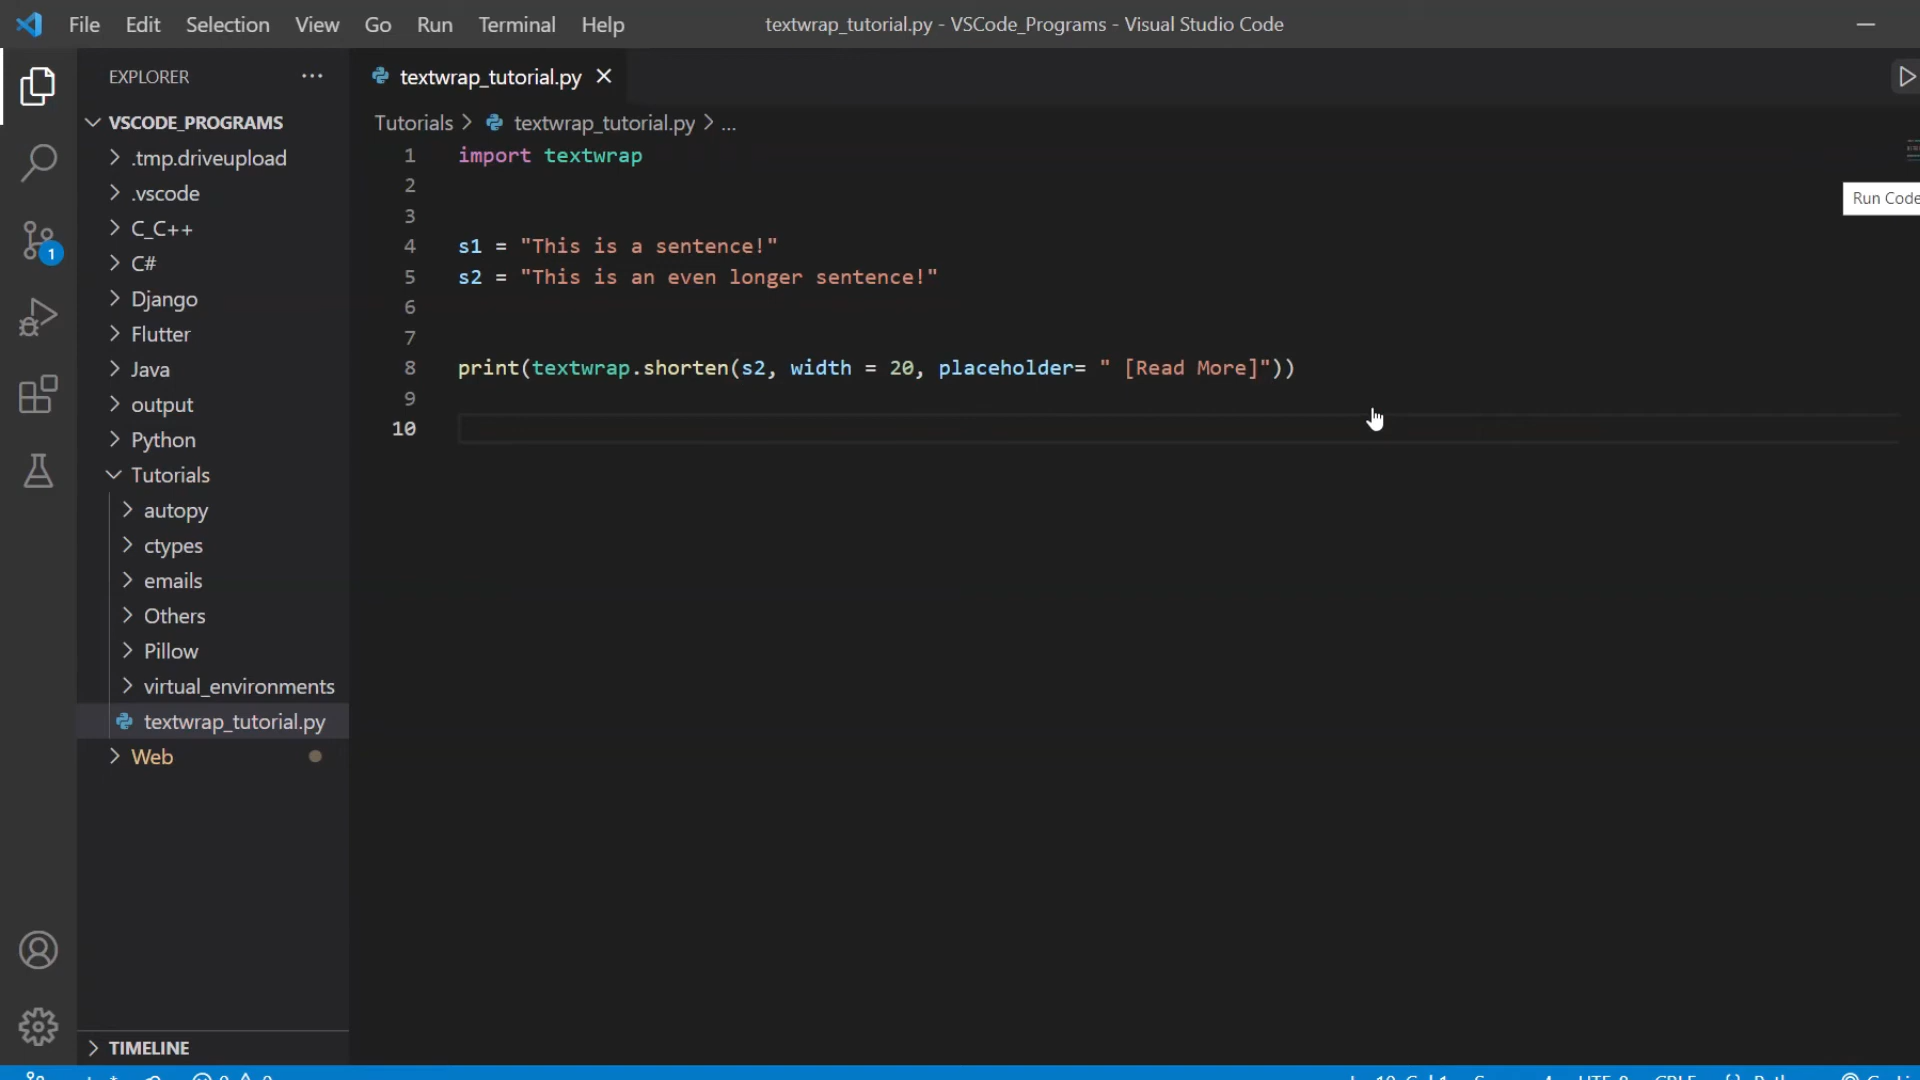 File Edit Selection View Go Run Terminal Help textwrap_tutorial.py - VSCode_Programs - Visual Studio Code
EXPLORER
VSCODE_PROGRAMS
.tmp.driveupload
.vscode
C_C++
C#
Django
Flutter
Java
output
Python
Tutorials
autopy
ctypes
emails
Others
Pillow
virtual_environments
textwrap_tutorial.py
Web
TIMELINE
1
textwrap_tutorial.py
Tutorials > textwrap_tutorial.py > ...
Run Code
1 import textwrap
2
3
4 s1 = "This is a sentence!"
5 s2 = "This is an even longer sentence!"
6
7
8 print(textwrap.shorten(s2, width = 20, placeholder= " [Read More]"))
9
10